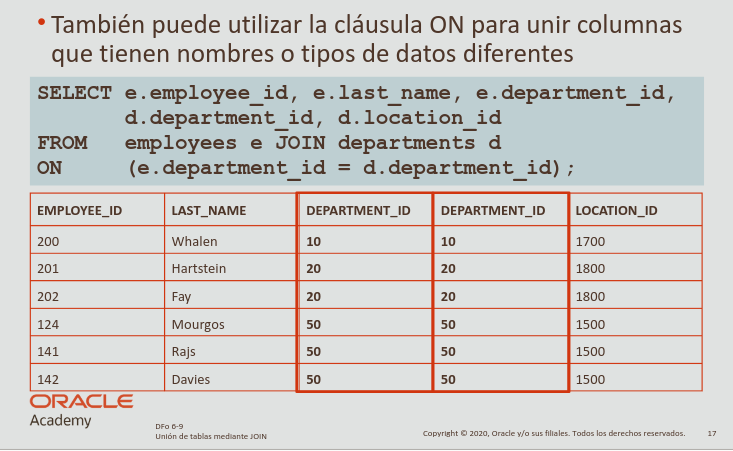 • También puede utilizar la cláusula ON para unir columnas
que tienen nombres o tipos de datos diferentes
SELECT e.employee_id, e.last_name, e.department_id,
d.department_id, d.location_id
FROM employees e JOIN departments d
ON (e.department_id = d.department_id);
EMPLOYEE_ID LAST_NAME DEPARTMENT_ID DEPARTMENT_ID LOCATION_ID
200 Whalen 10 10 1700
201 Hartstein 20 20 1800
202 Fay 20 20 1800
124 Mourgos 50 50 1500
141 Rajs 50 50 1500
142 Davies 50 50 1500
ORACLE
Academy
DFo 6-9
Unión de tablas mediante JOIN
Copyright © 2020, Oracle y/o sus filiales. Todos los derechos reservados. 17